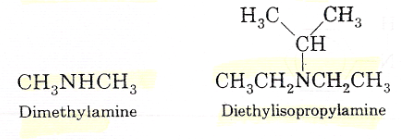 H₃C CH₃
CH
CH₃NHCH₃ CH₃CH₂NCH₂CH₃
Dimethylamine Diethylisopropylamine